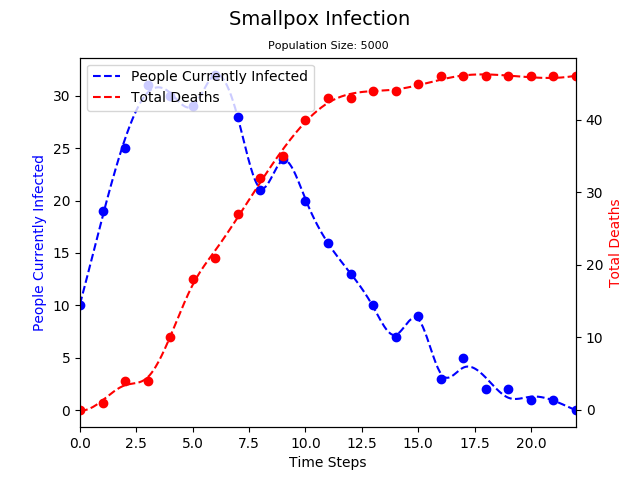 Smallpox Infection
Population Size: 5000
People Currently Infected
Total Deaths
People Currently Infected
30
25
20
15
10
5
0
40
30
20
10
0
Total Deaths
0.0 2.5 5.0 7.5 10.0 12.5 15.0 17.5 20.0
Time Steps